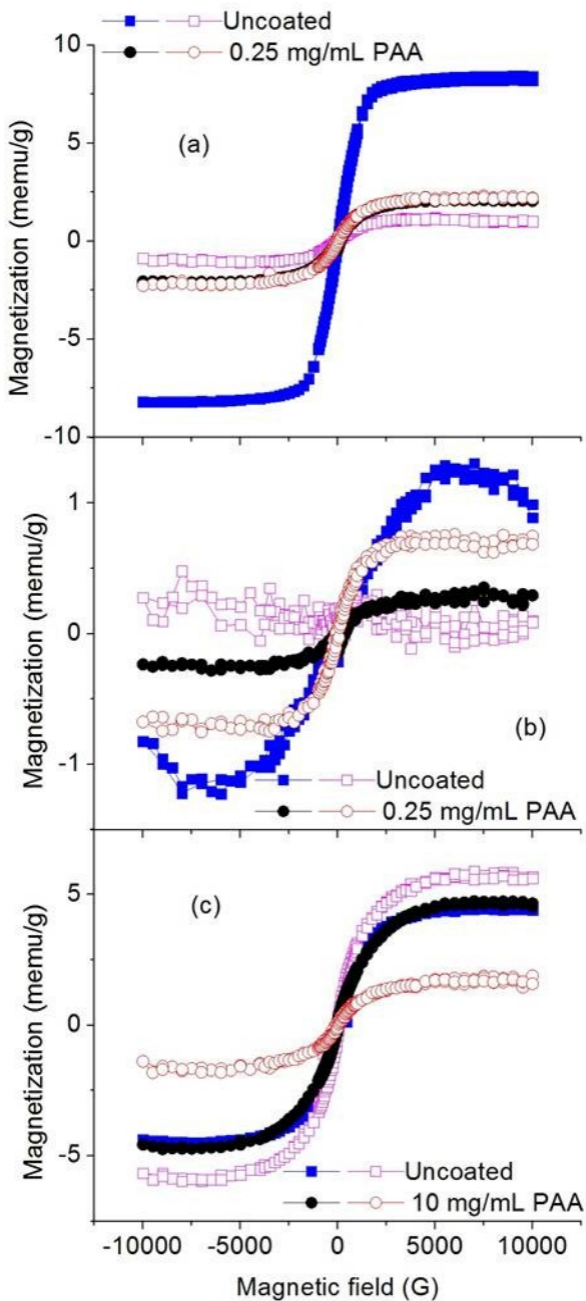 Uncoated
0.25 mg/mL PAA
(a)
10
5
0
-5
-10
Magnetization (memu/g)
1
0
-1
Magnetization (memu/g)
(b)
Uncoated
0.25 mg/mL PAA
(c)
5
0
-5
Magnetization (memu/g)
Uncoated
10 mg/mL PAA
-10000 -5000 0 5000 10000
Magnetic field (G)